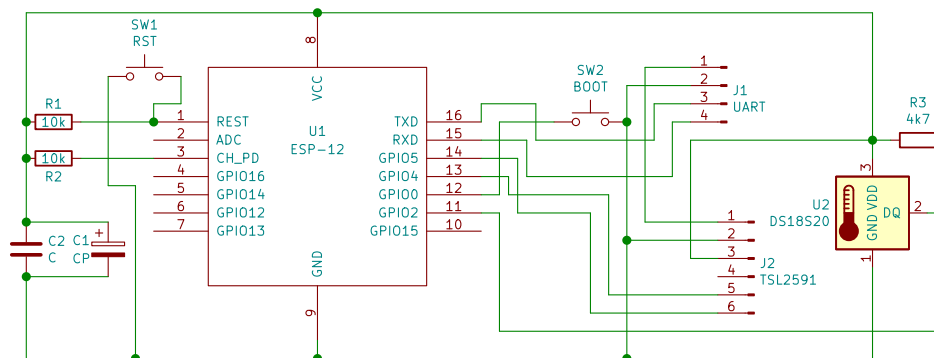 SW1
RST
8
VCC
SW2
BOOT
1
2
3
4
J1
UART
R3
4k7
R1
10k
10k
R2
1
2
3
4
5
6
7
REST
ADC
CH_PD
GPIO16
GPIO14
GPIO12
GPIO13
U1
ESP-12
TXD
RXD
GPIO5
GPIO4
GPIO0
GPIO2
GPIO15
16
15
14
13
12
11
10
GND
9
C2
C
C1
CP
+
1
2
3
4
5
6
J2
TSL2591
U2
DS18S20
3
VDD
GND
DQ
2
1